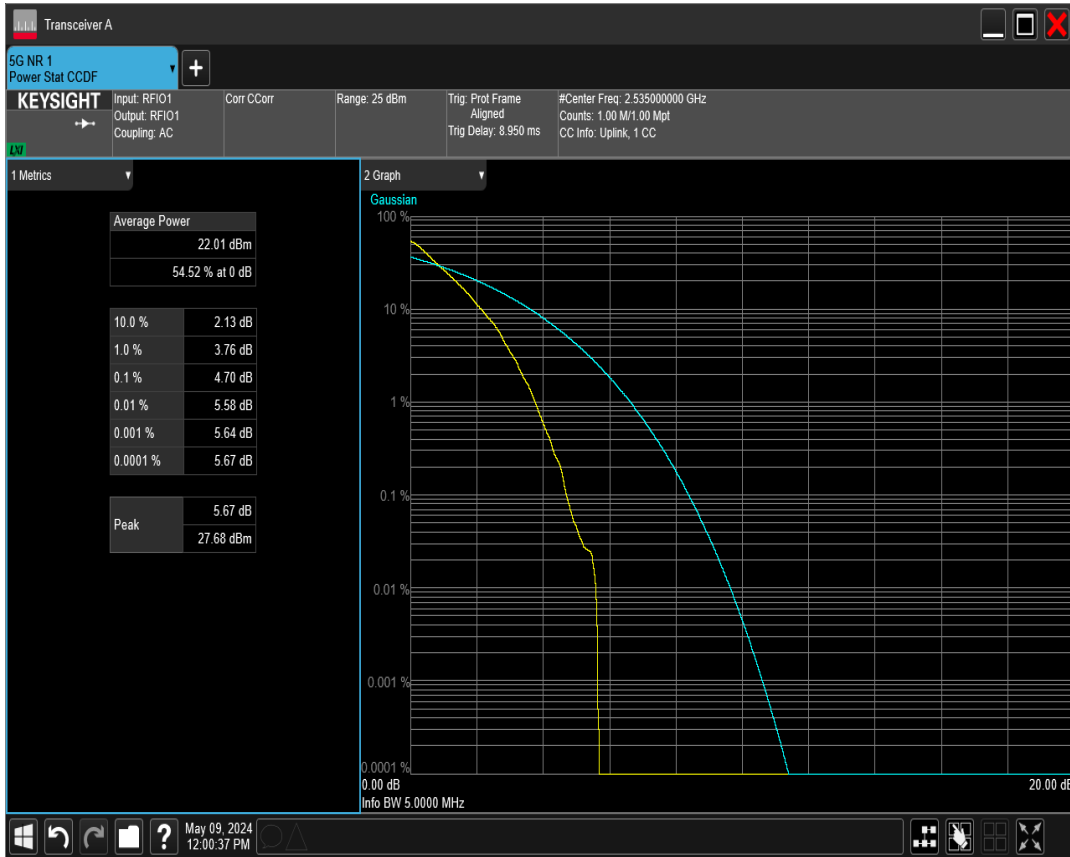 Transceiver A
5G NR 1
Power Stat CCDF
+
KEYSIGHT
LXI
Input: RFIO1
Output: RFIO1
Coupling: AC
Corr CCorr
Range: 25 dBm
Trig: Prot Frame
Aligned
Trig Delay: 8.950 ms
#Center Freq: 2.535000000 GHz
Counts: 1.00 M/1.00 Mpt
CC Info: Uplink, 1 CC
1 Metrics
Average Power
22.01 dBm
54.52 % at 0 dB
10.0 % 2.13 dB
1.0 % 3.76 dB
0.1 % 4.70 dB
0.01 % 5.58 dB
0.001 % 5.64 dB
0.0001 % 5.67 dB
Peak
5.67 dB
27.68 dBm
2 Graph
Gaussian
100 %
10 %
1 %
0.1 %
0.01 %
0.001 %
0.0001 %
0.00 dB 20.00 dB
Info BW 5.0000 MHz
?
May 09, 2024
12:00:37 PM